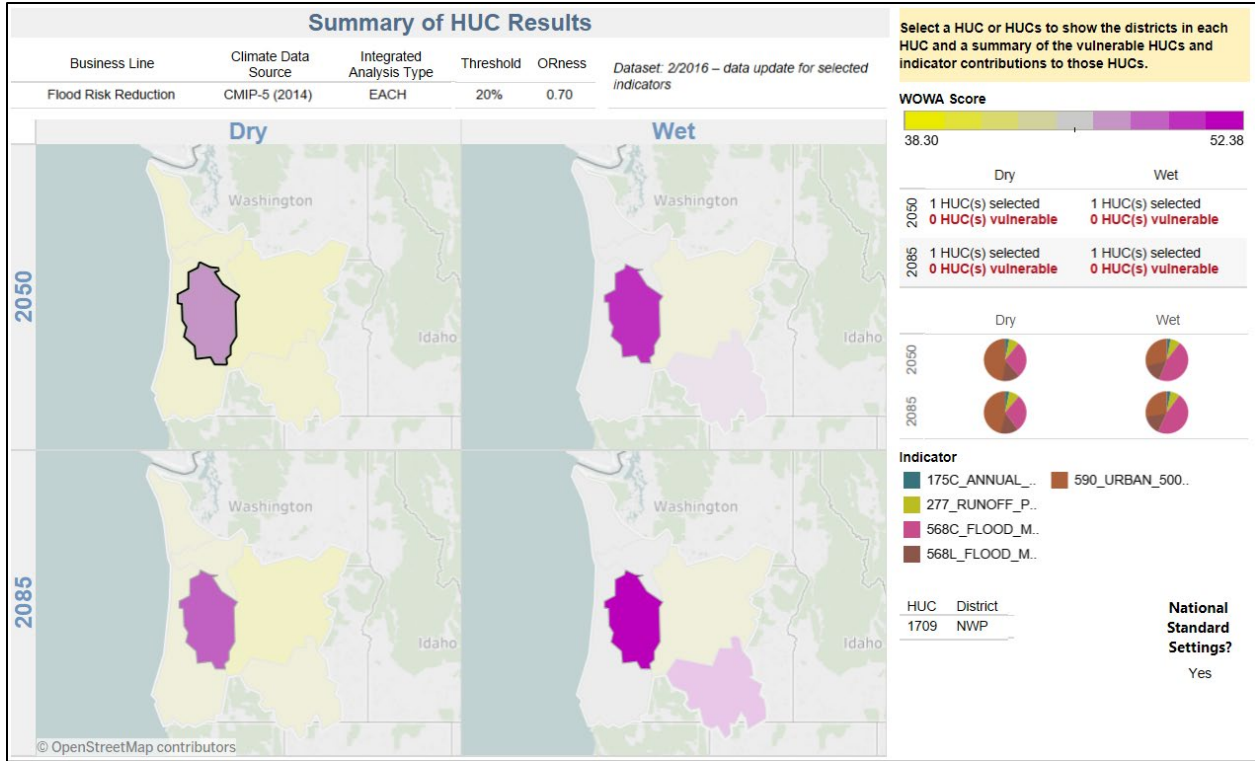 Summary of HUC Results
Business Line
Climate Data
Source
Integrated
Analysis Type
Threshold
ORness
Flood Risk Reduction
CMIP-5 (2014)
EACH
20%
0.70
Dataset: 2/2016 – data update for selected
indicators
Dry
Wet
2050
Washington
Idaho
Washington
Idaho
2085
Washington
Idaho
Washington
Idaho
© OpenStreetMap contributors
Select a HUC or HUCs to show the districts in each
HUC and a summary of the vulnerable HUCs and
indicator contributions to those HUCs.
WOWA Score
38.30
52.38
Dry
Wet
2050
1 HUC(s) selected
0 HUC(s) vulnerable
1 HUC(s) selected
0 HUC(s) vulnerable
2085
1 HUC(s) selected
0 HUC(s) vulnerable
1 HUC(s) selected
0 HUC(s) vulnerable
Dry
Wet
2050
2085
Indicator
175C_ANNUAL_..
590_URBAN_500..
277_RUNOFF_P..
568C_FLOOD_M..
568L_FLOOD_M..
HUC
District
1709
NWP
National
Standard
Settings?
Yes